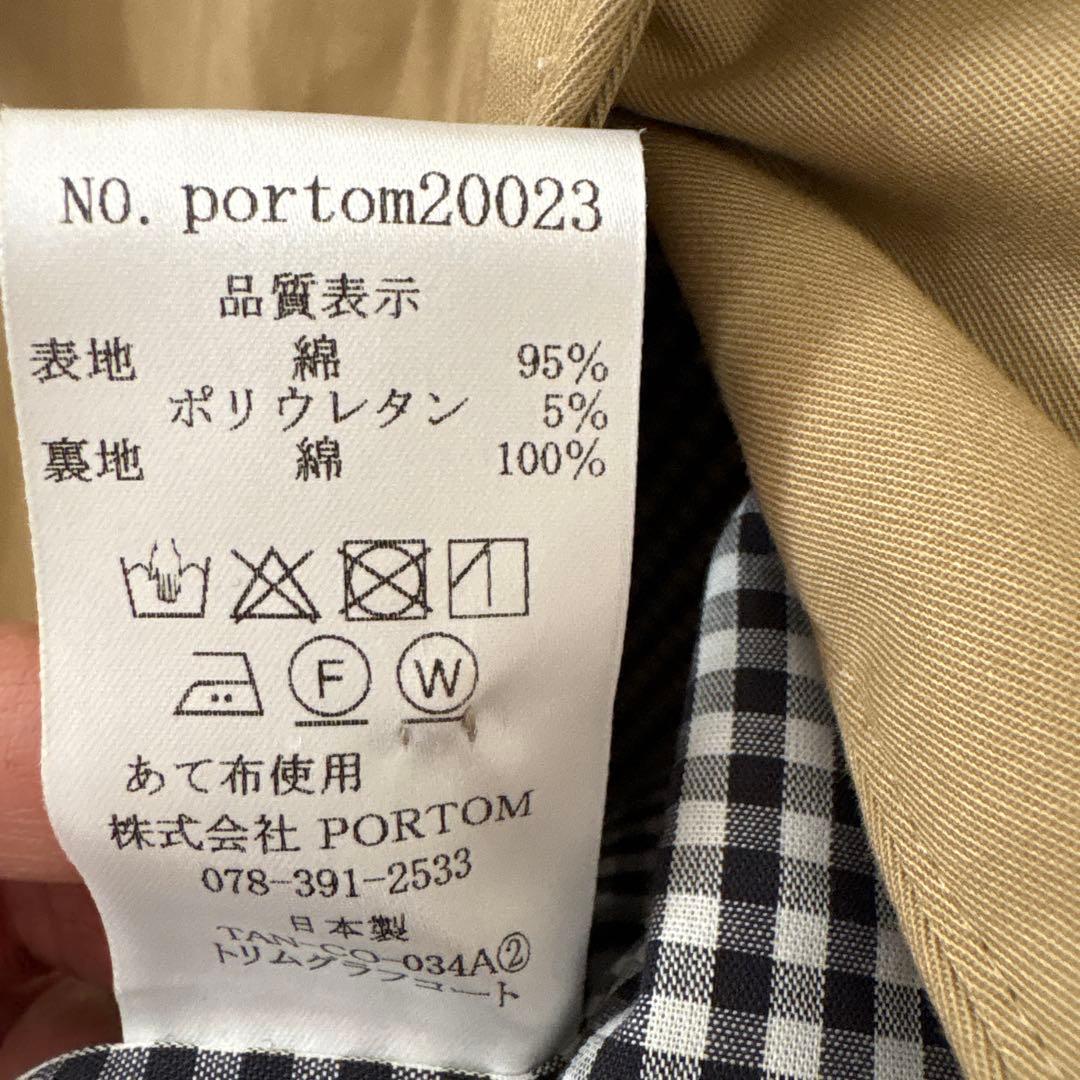 NO. portom20023
品質表示
表地 綿 95%
ポリウレタン 5%
裏地 綿 100%
F W
あて布使用
株式会社 PORTOM
078-391-2533
日本製
TAN-CO-034A②
トリムグラフコート